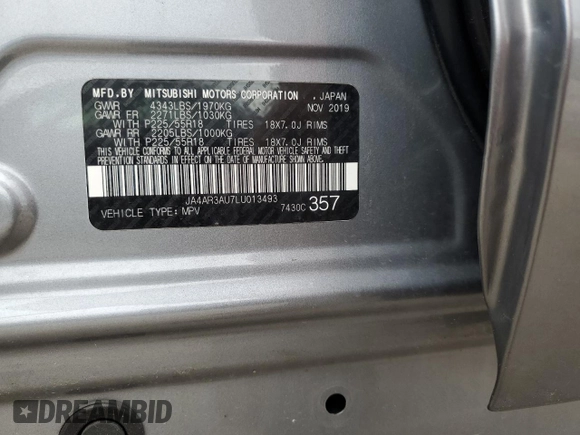 MFD.BY MITSUBISHI MOTORS CORPORATION . JAPAN
GVWR 4343LBS/1970KG NOV 2019
GAWR FR 2271LBS/1030KG
WITH P225/55R18 TIRES 18X7.0J RIMS
GAWR RR 2205LBS/1000KG
WITH P225/55R18 TIRES 18X7.0J RIMS
THIS VEHICLE CONFORMS TO ALL APPLICABLE FEDERAL MOTOR VEHICLE SAFETY, BUMPER AND THEFT PREVENTION STANDARDS IN EFFECT ON THE DATE OF MANUFACTURE SHOWN ABOVE.
JA4AR3AU7LU013493
VEHICLE TYPE: MPV 7430C 357
DREAMBID